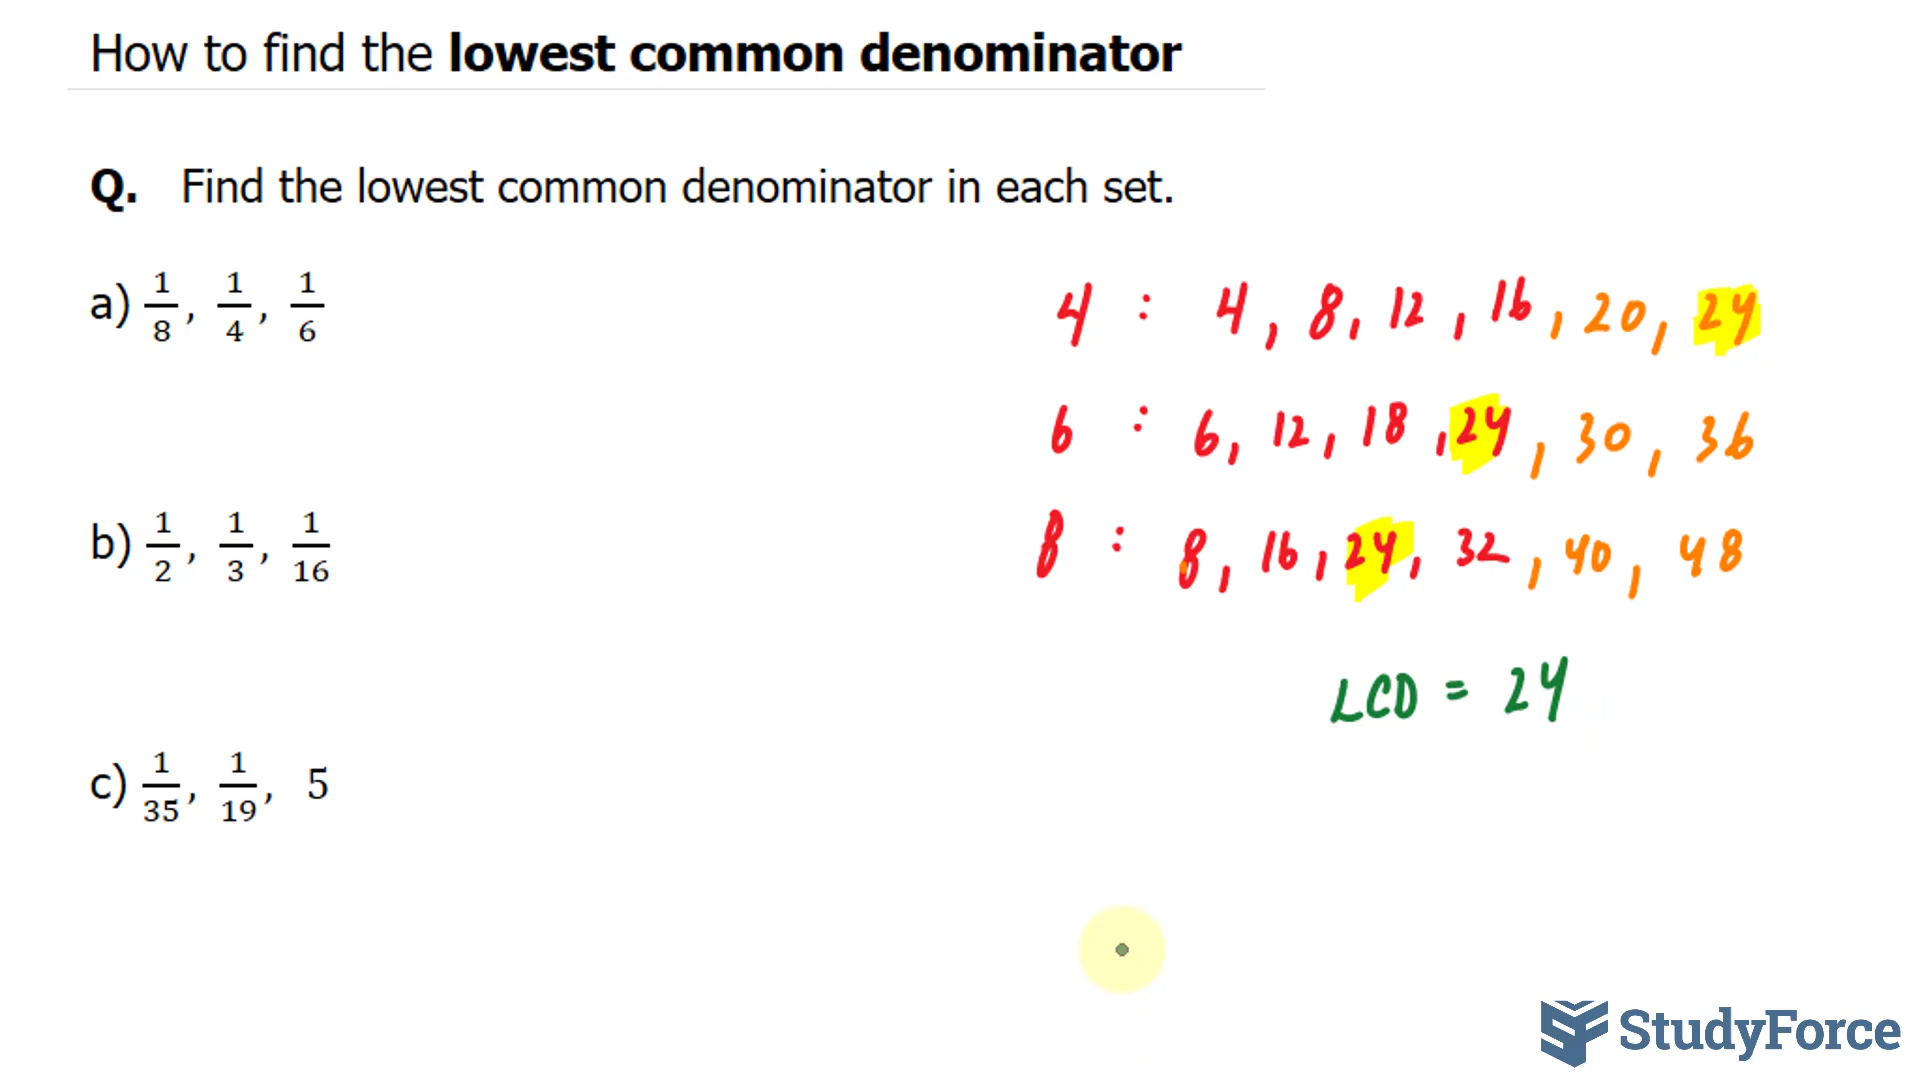 How to find the lowest common denominator
Q. Find the lowest common denominator in each set.
a) 1/8, 1/4, 1/6
4 : 4, 8, 12, 16, 20, 24
6 : 6, 12, 18, 24, 30, 36
b) 1/2, 1/3, 1/16
8 : 8, 16, 24, 32, 40, 48
LCD = 24
c) 1/35, 1/19, 5
StudyForce